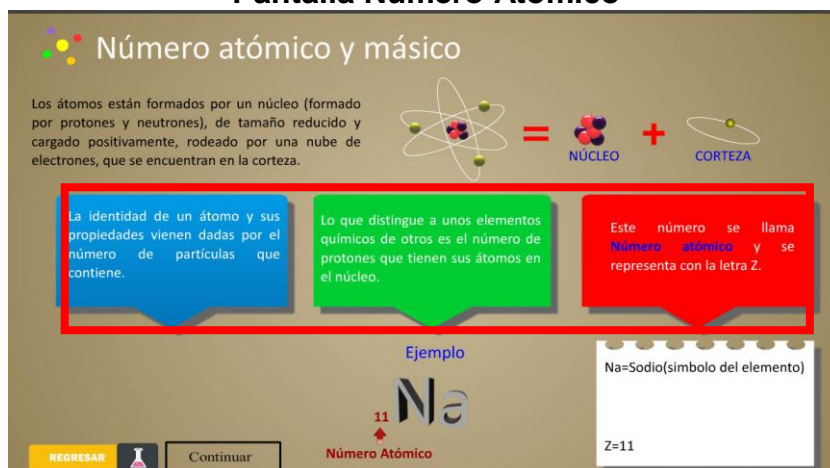 Pantalla Número Atómico
Número atómico y másico
Los átomos están formados por un núcleo (formado
por protones y neutrones), de tamaño reducido y
cargado positivamente, rodeado por una nube de
electrones, que se encuentran en la corteza.
NÚCLEO
CORTEZA
La identidad de un átomo y sus
propiedades vienen dadas por el
número de partículas que
contiene.
Lo que distingue a unos elementos
químicos de otros es el número de
protones que tienen sus átomos en
el núcleo.
Este número se llama
Número atómico y se
representa con la letra Z.
Ejemplo
11 Na
Número Atómico
Na=Sodio(simbolo del elemento)
Z=11
REGRESAR
Continuar